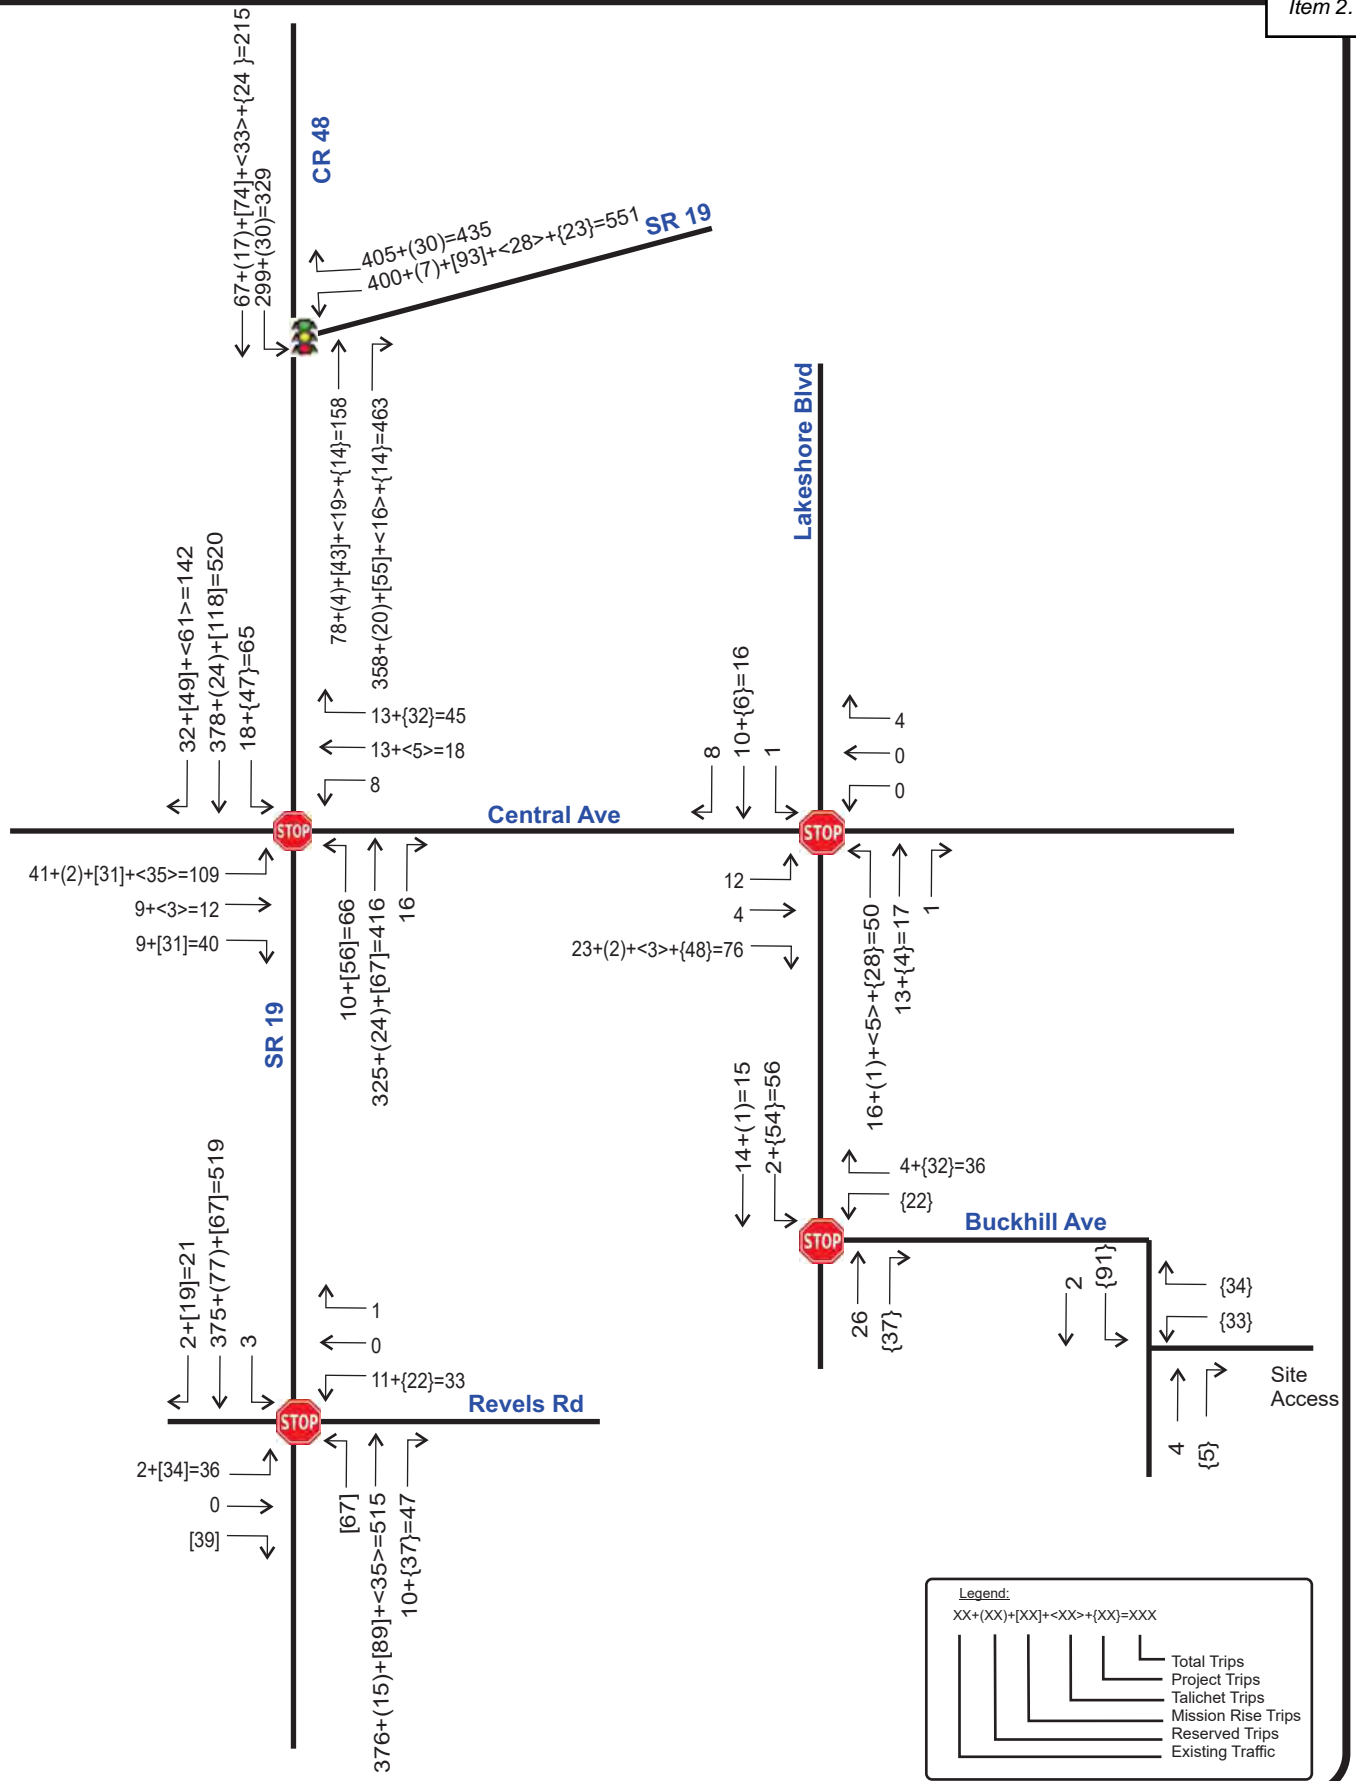 Item 2.
67+(17)+[74]+<33>+{24 }=215
299+(30)=329
CR 48
405+(30)=435
400+(7)+[93]+<28>+{23}=551
SR 19
78+(4)+[43]+<19>+{14}=158
358+(20)+[55]+<16>+{14}=463
Lakeshore Blvd
32+[49]+<61>=142
378+(24)+[118]=520
18+{47}=65
13+{32}=45
13+<5>=18
8
8
10+{6}=16
1
4
0
0
Central Ave
STOP
STOP
41+(2)+[31]+<35>=109
9+<3>=12
9+[31]=40
10+[56]=66
325+(24)+[67]=416
16
12
4
23+(2)+<3>+{48}=76
16+(1)+<5>+{28}=50
13+{4}=17
1
SR 19
14+(1)=15
2+{54}=56
4+{32}=36
{22}
Buckhill Ave
STOP
26
{37}
2
{91}
{34}
{33}
Site
Access
4
{5}
2+[19]=21
375+(77)+[67]=519
3
1
0
11+{22}=33
Revels Rd
STOP
2+[34]=36
0
[39]
[67]
376+(15)+[89]+<35>=515
10+{37}=47
Legend:
XX+(XX)+[XX]+<XX>+{XX}=XXX
Total Trips
Project Trips
Talichet Trips
Mission Rise Trips
Reserved Trips
Existing Traffic